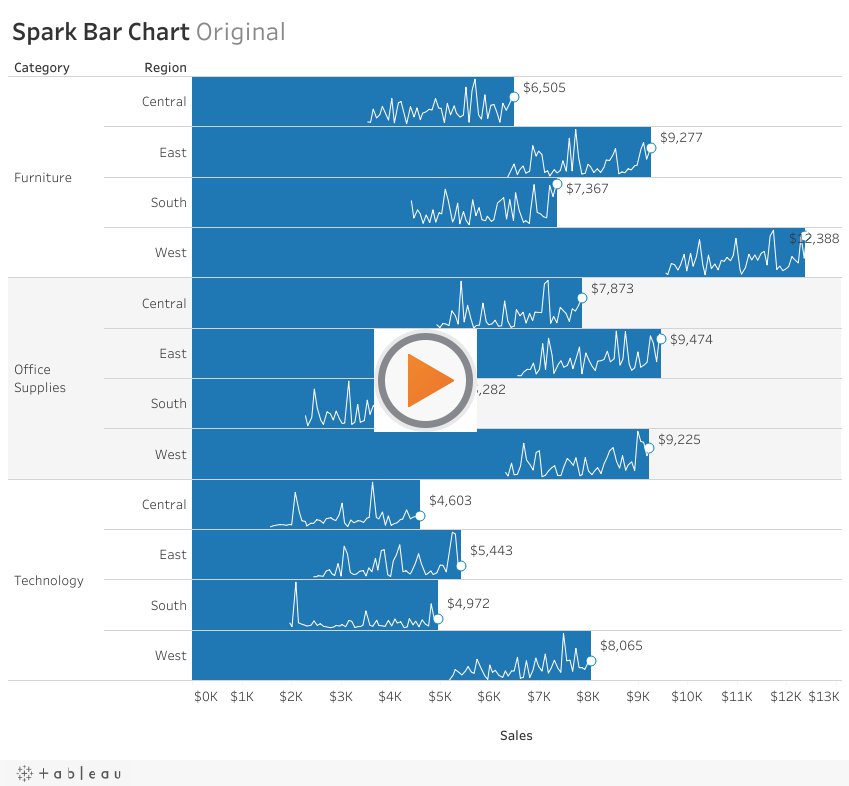 Spark Bar Chart Original
Category Region
Central $6,505
East $9,277
Furniture
South $7,367
West $12,388
Central $7,873
East $9,474
Office
Supplies
South ,282
West $9,225
Central $4,603
East $5,443
Technology
South $4,972
West $8,065
$0K $1K $2K $3K $4K $5K $6K $7K $8K $9K $10K $11K $12K $13K
Sales
+ableau